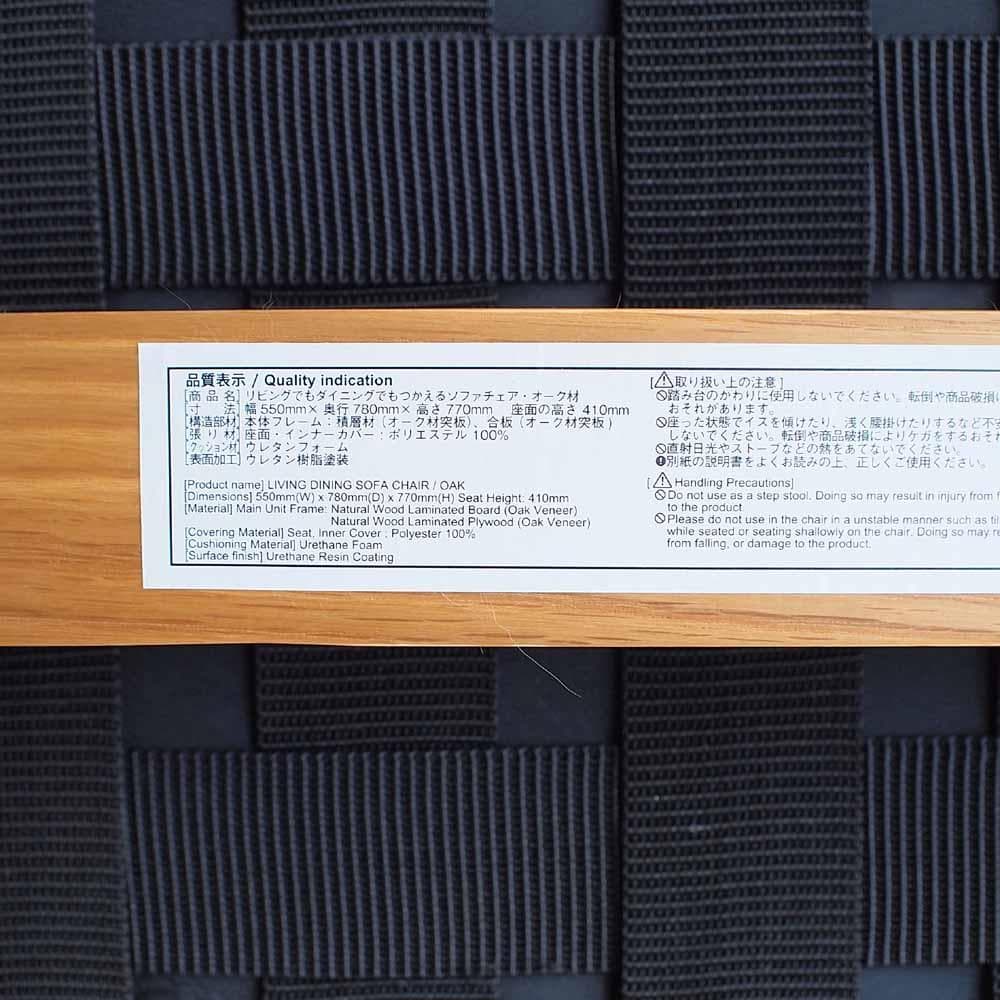 品質表示 / Quality indication
[商 品 名] リビングでもダイニングでもつかえるソファチェア・オーク材
[寸　　法] 幅 550mm× 奥行 780mm× 高さ 770mm　座面の高さ 410mm
[構造部材] 本体フレーム：積層材（オーク材突板）、合板（オーク材突板）
[張 り 材] 座面・インナーカバー：ポリエステル 100%
[クッション材] ウレタンフォーム
[表面加工] ウレタン樹脂塗装
[Product name] LIVING DINING SOFA CHAIR / OAK
[Dimensions] 550mm(W) x 780mm(D) x 770mm(H) Seat Height: 410mm
[Material] Main Unit Frame: Natural Wood Laminated Board (Oak Veneer)
Natural Wood Laminated Plywood (Oak Veneer)
[Covering Material] Seat, Inner Cover : Polyester 100%
[Cushioning Material] Urethane Foam
[Surface finish] Urethane Resin Coating
[⚠取り扱い上の注意 ]
踏み台のかわりに使用しないでください。転倒や商品破損に
おそれがあります。
座った状態でイスを傾けたり、浅く腰掛けたりするなど不安
しないでください。転倒や商品破損によりケガをするおそれ
直射日光やストーブなどの熱をあてないでください。
別紙の説明書をよくお読みの上、正しくご使用ください。
[⚠ Handling Precautions]
Do not use as a step stool. Doing so may result in injury from f
to the product.
Please do not use in the chair in a unstable manner such as til
while seated or seating shallowly on the chair. Doing so may re
from falling, or damage to the product.